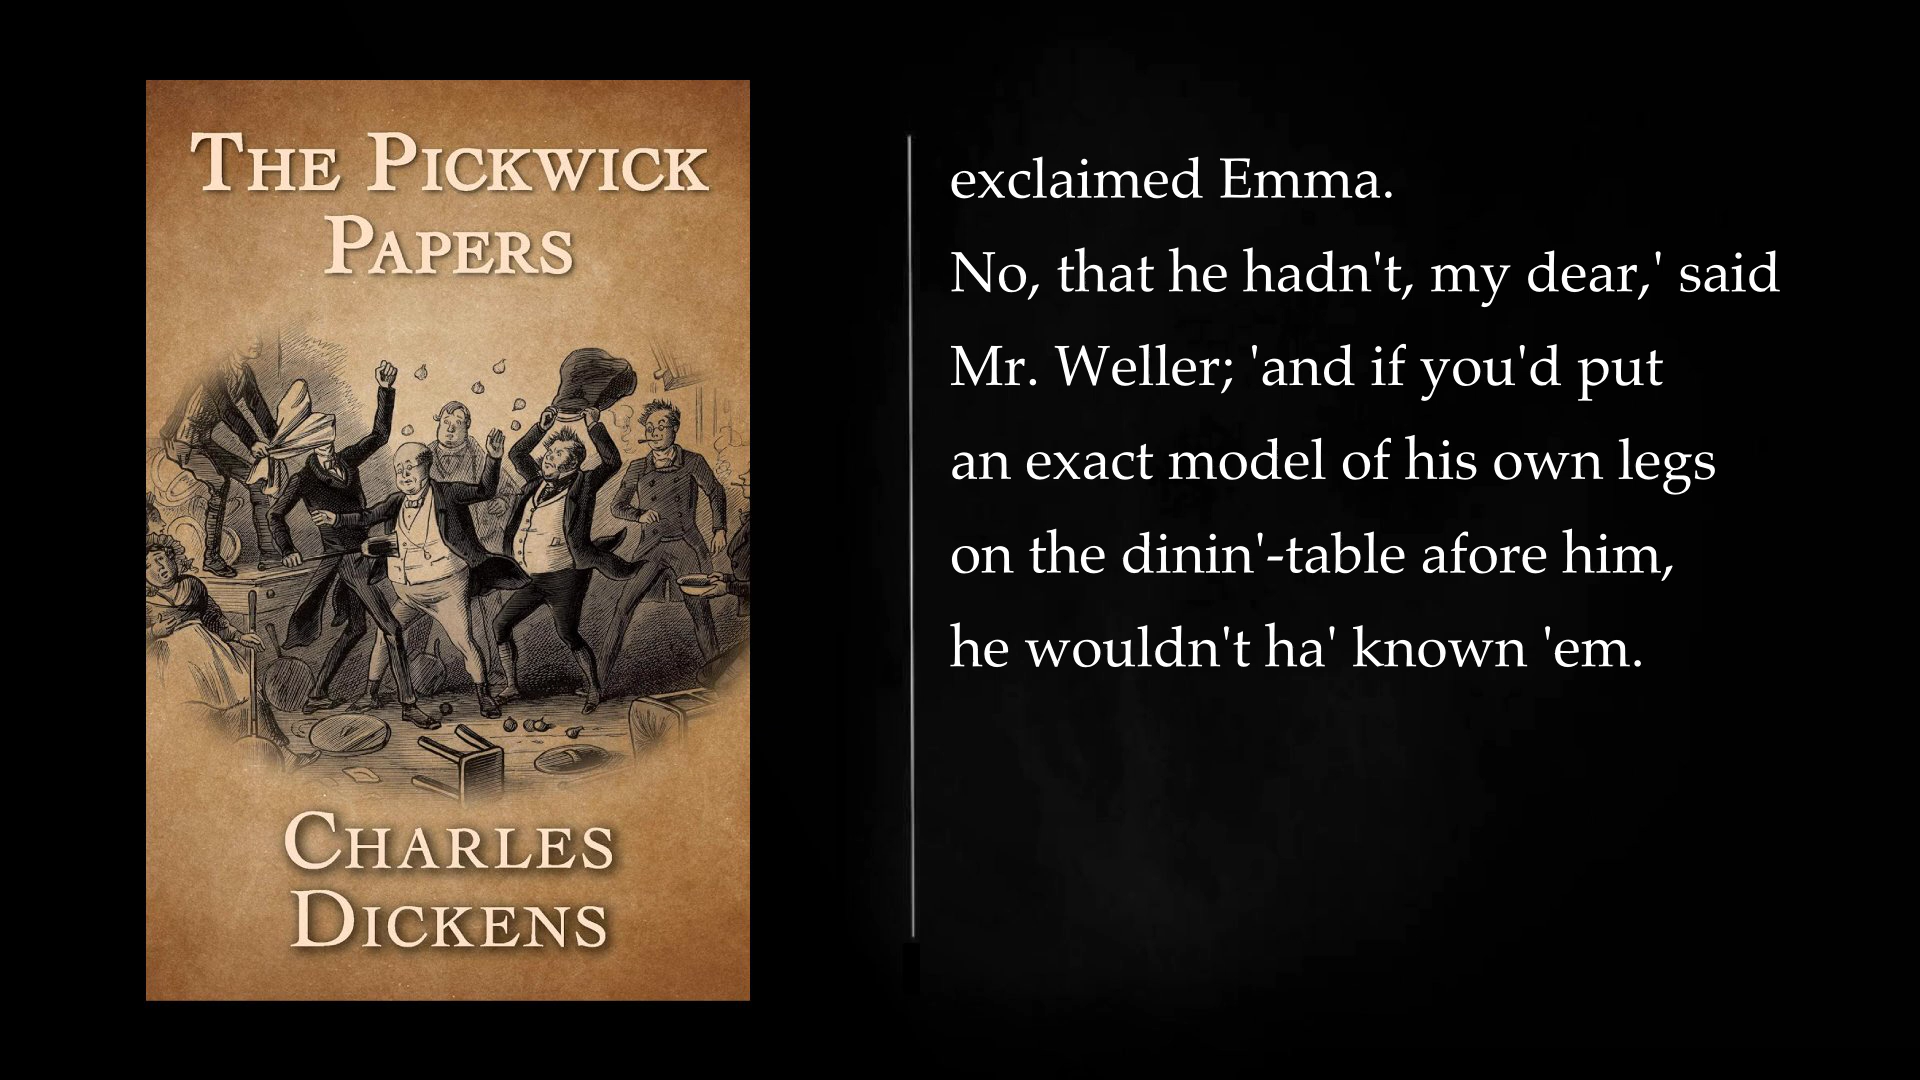 The Pickwick
Papers
Charles
Dickens
exclaimed Emma.
No, that he hadn't, my dear,' said
Mr. Weller; 'and if you'd put
an exact model of his own legs
on the dinin'-table afore him,
he wouldn't ha' known 'em.